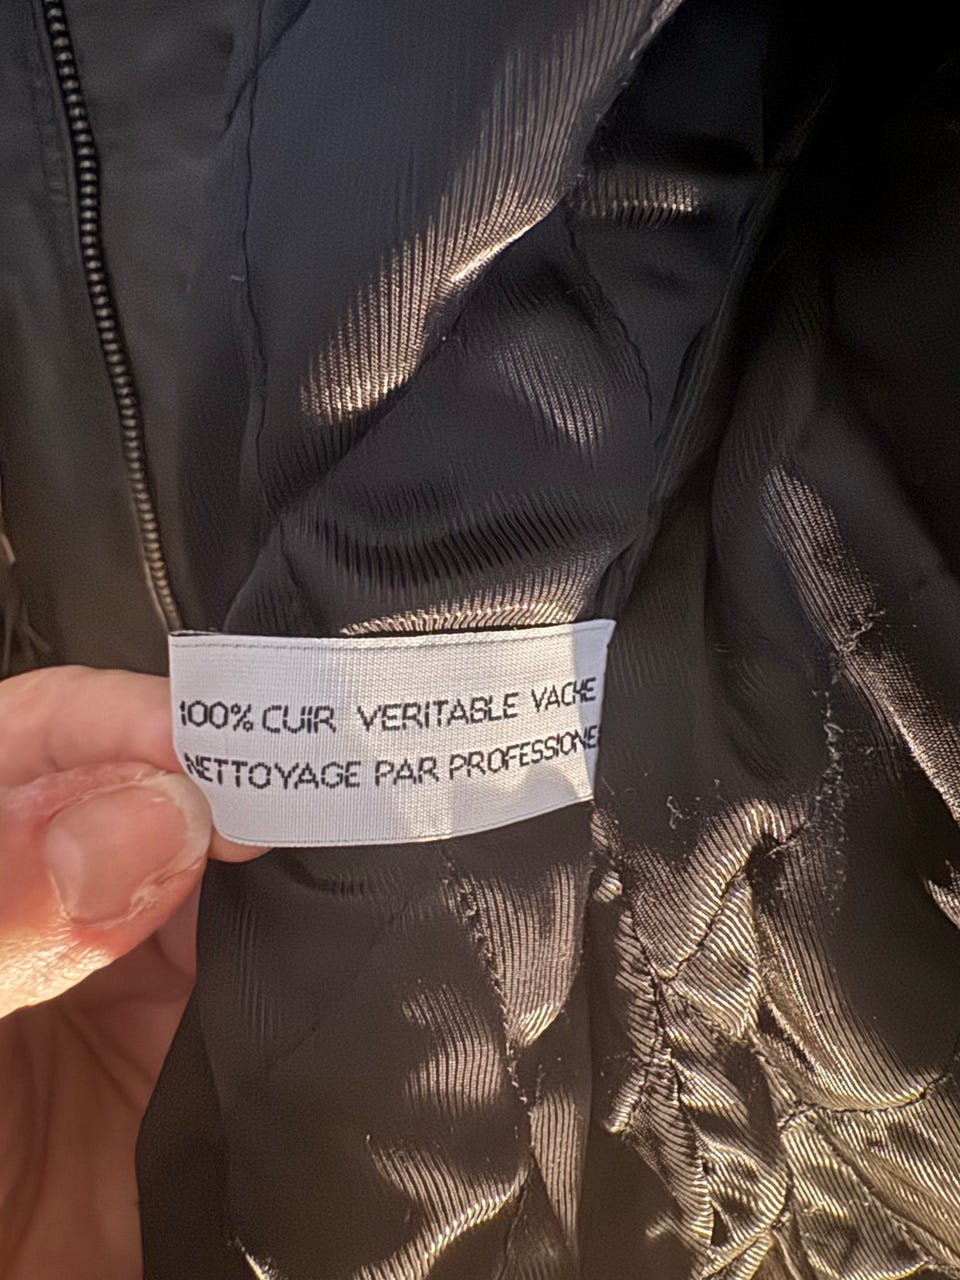 100% CUIR VERITABLE VACHE
NETTOYAGE PAR PROFESSIONE